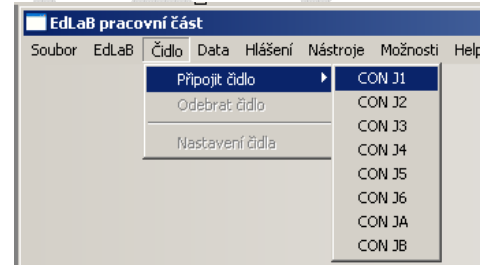 EdLaB pracovní část
Soubor EdLaB Čidlo Data Hlášení Nástroje Možnosti Help
Připojit čidlo
Odebrat čidlo
Nastavení čidla
CON J1
CON J2
CON J3
CON J4
CON J5
CON J6
CON JA
CON JB